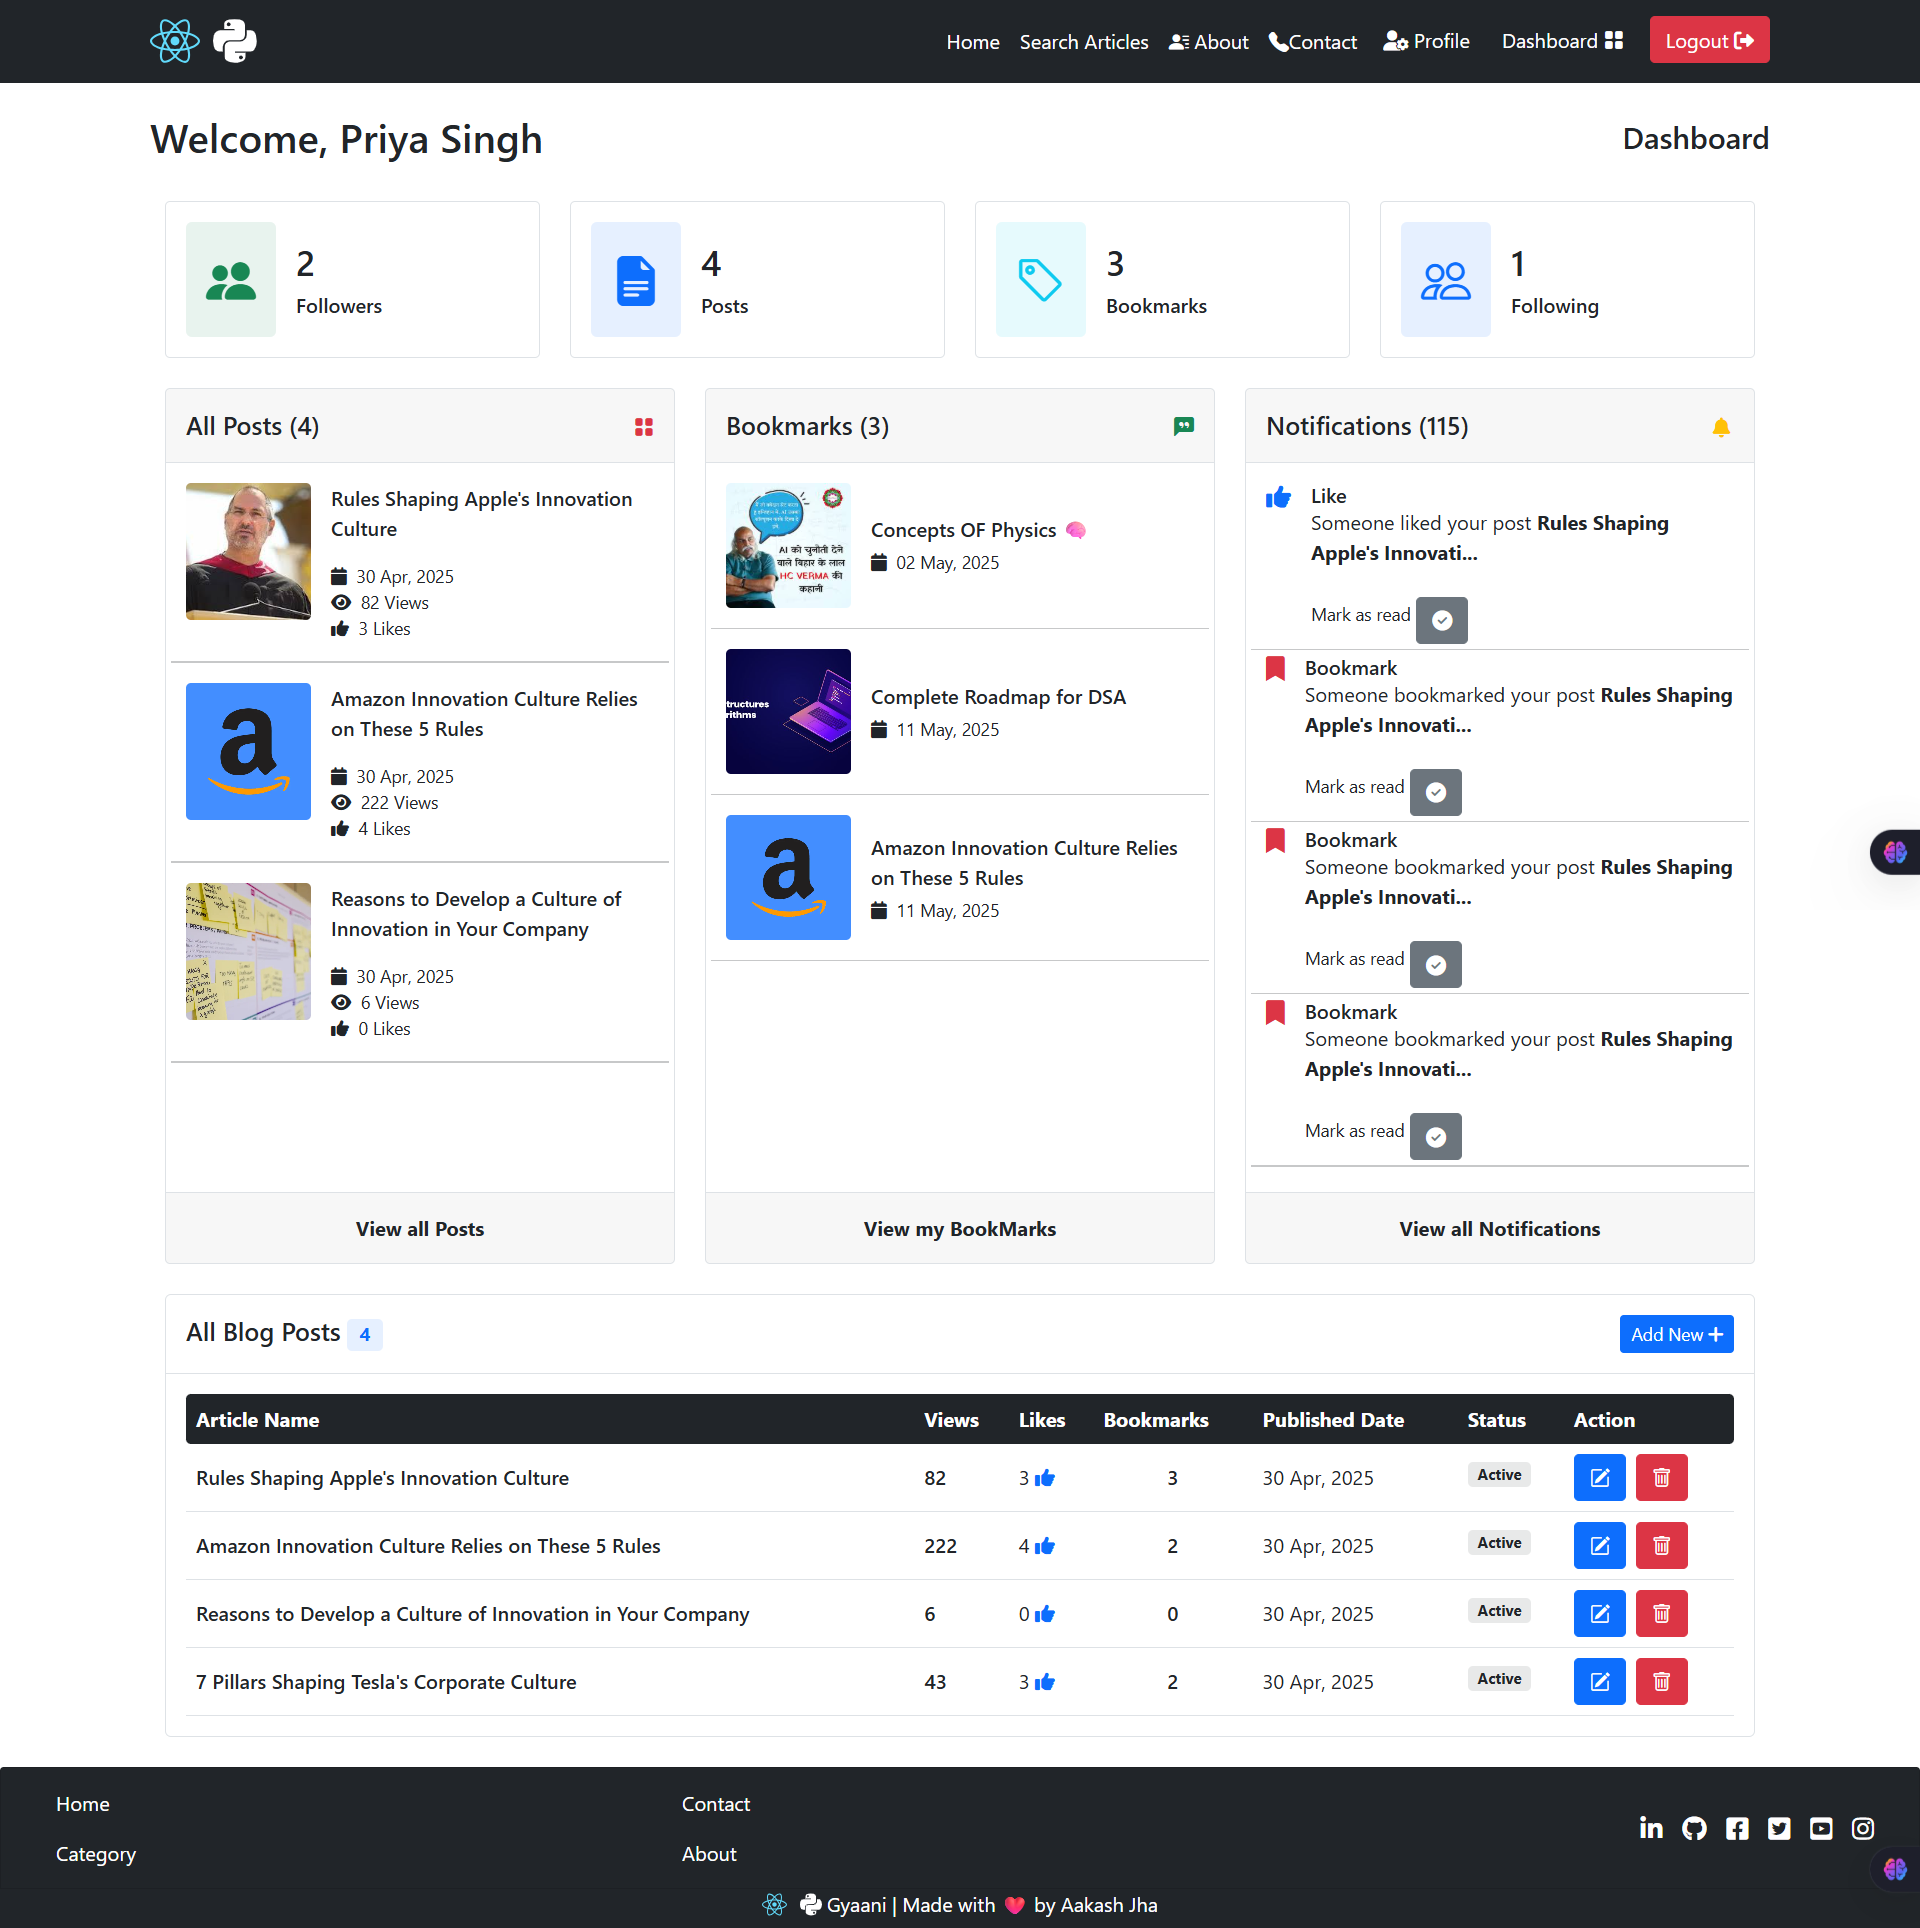 Home Search Articles About Contact Profile Dashboard Logout
Welcome, Priya Singh
Dashboard
2
Followers
4
Posts
3
Bookmarks
1
Following
All Posts (4)
Rules Shaping Apple's Innovation
Culture
30 Apr, 2025
82 Views
3 Likes
Amazon Innovation Culture Relies
on These 5 Rules
30 Apr, 2025
222 Views
4 Likes
Reasons to Develop a Culture of
Innovation in Your Company
30 Apr, 2025
6 Views
0 Likes
View all Posts
Bookmarks (3)
AI को चुनौती देने
वाले बिहार के लाल
HC VERMA की
कहानी
Concepts OF Physics 🧠
02 May, 2025
tructures
rithms
Complete Roadmap for DSA
11 May, 2025
Amazon Innovation Culture Relies
on These 5 Rules
11 May, 2025
View my BookMarks
Notifications (115)
Like
Someone liked your post Rules Shaping
Apple's Innovati...
Mark as read
Bookmark
Someone bookmarked your post Rules Shaping
Apple's Innovati...
Mark as read
Bookmark
Someone bookmarked your post Rules Shaping
Apple's Innovati...
Mark as read
Bookmark
Someone bookmarked your post Rules Shaping
Apple's Innovati...
Mark as read
View all Notifications
All Blog Posts 4
Add New
Article Name Views Likes Bookmarks Published Date Status Action
Rules Shaping Apple's Innovation Culture 82 3 3 30 Apr, 2025 Active
Amazon Innovation Culture Relies on These 5 Rules 222 4 2 30 Apr, 2025 Active
Reasons to Develop a Culture of Innovation in Your Company 6 0 0 30 Apr, 2025 Active
7 Pillars Shaping Tesla's Corporate Culture 43 3 2 30 Apr, 2025 Active
Home
Category
Contact
About
Gyaani | Made with ❤️ by Aakash Jha